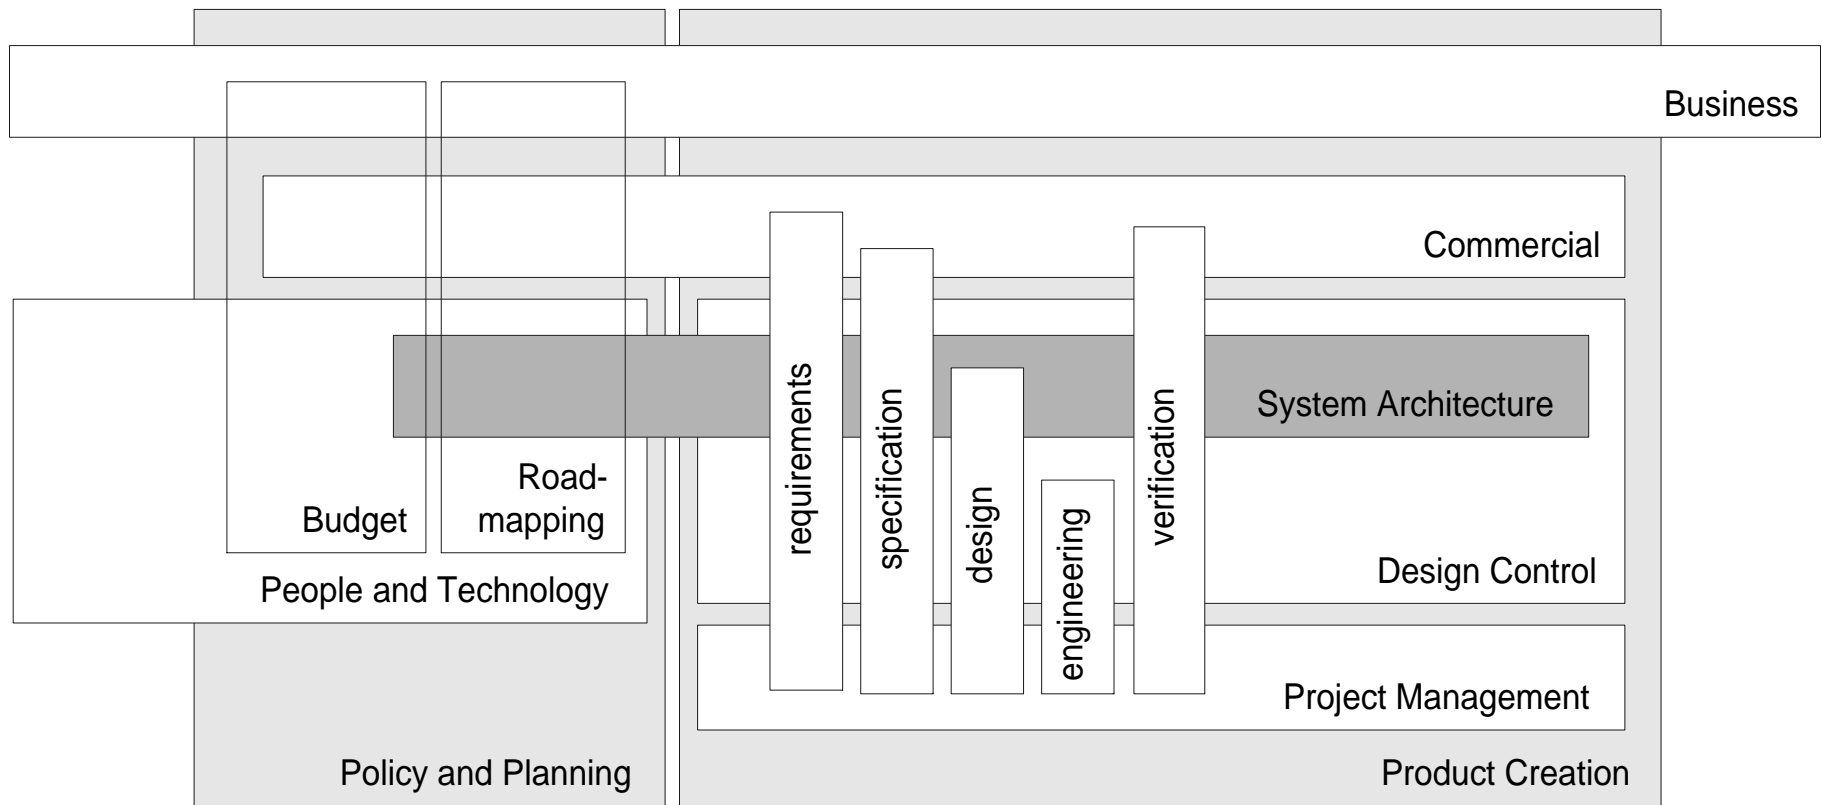 Business
Commercial
System Architecture
requirements
specification
design
engineering
verification
Road-
mapping
Budget
People and Technology
Design Control
Project Management
Policy and Planning
Product Creation